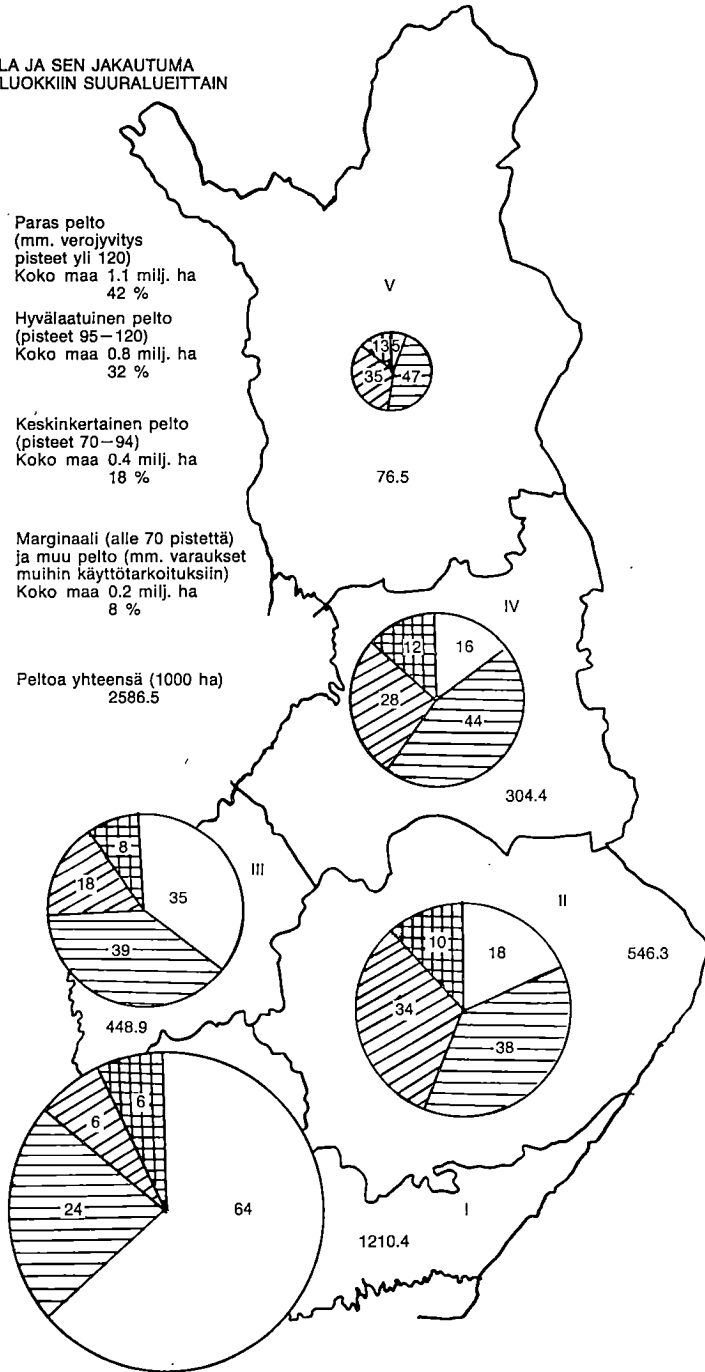 LA JA SEN JAKAUTUMA
LUOKKIIN SUURALUEITTAIN
Paras pelto
(mm. verojyvitys
pisteet yli 120)
Koko maa 1.1 milj. ha
42 %
Hyvälaatuinen pelto
(pisteet 95—120)
Koko maa 0.8 milj. ha
32 %
Keskinkertainen pelto
(pisteet 70—94)
Koko maa 0.4 milj. ha
18 %
Marginaali (alle 70 pistettä)
ja muu pelto (mm. varaukset
muihin käyttötarkoituksiin)
Koko maa 0.2 milj. ha
8 %
Peltoa yhteensä (1000 ha)
2586.5
V
13 5
35 47
76.5
IV
12 16
28 44
304.4
III
8 35
18
39
448.9
II
10 18
34 38
546.3
I
6
6
24 64
1210.4